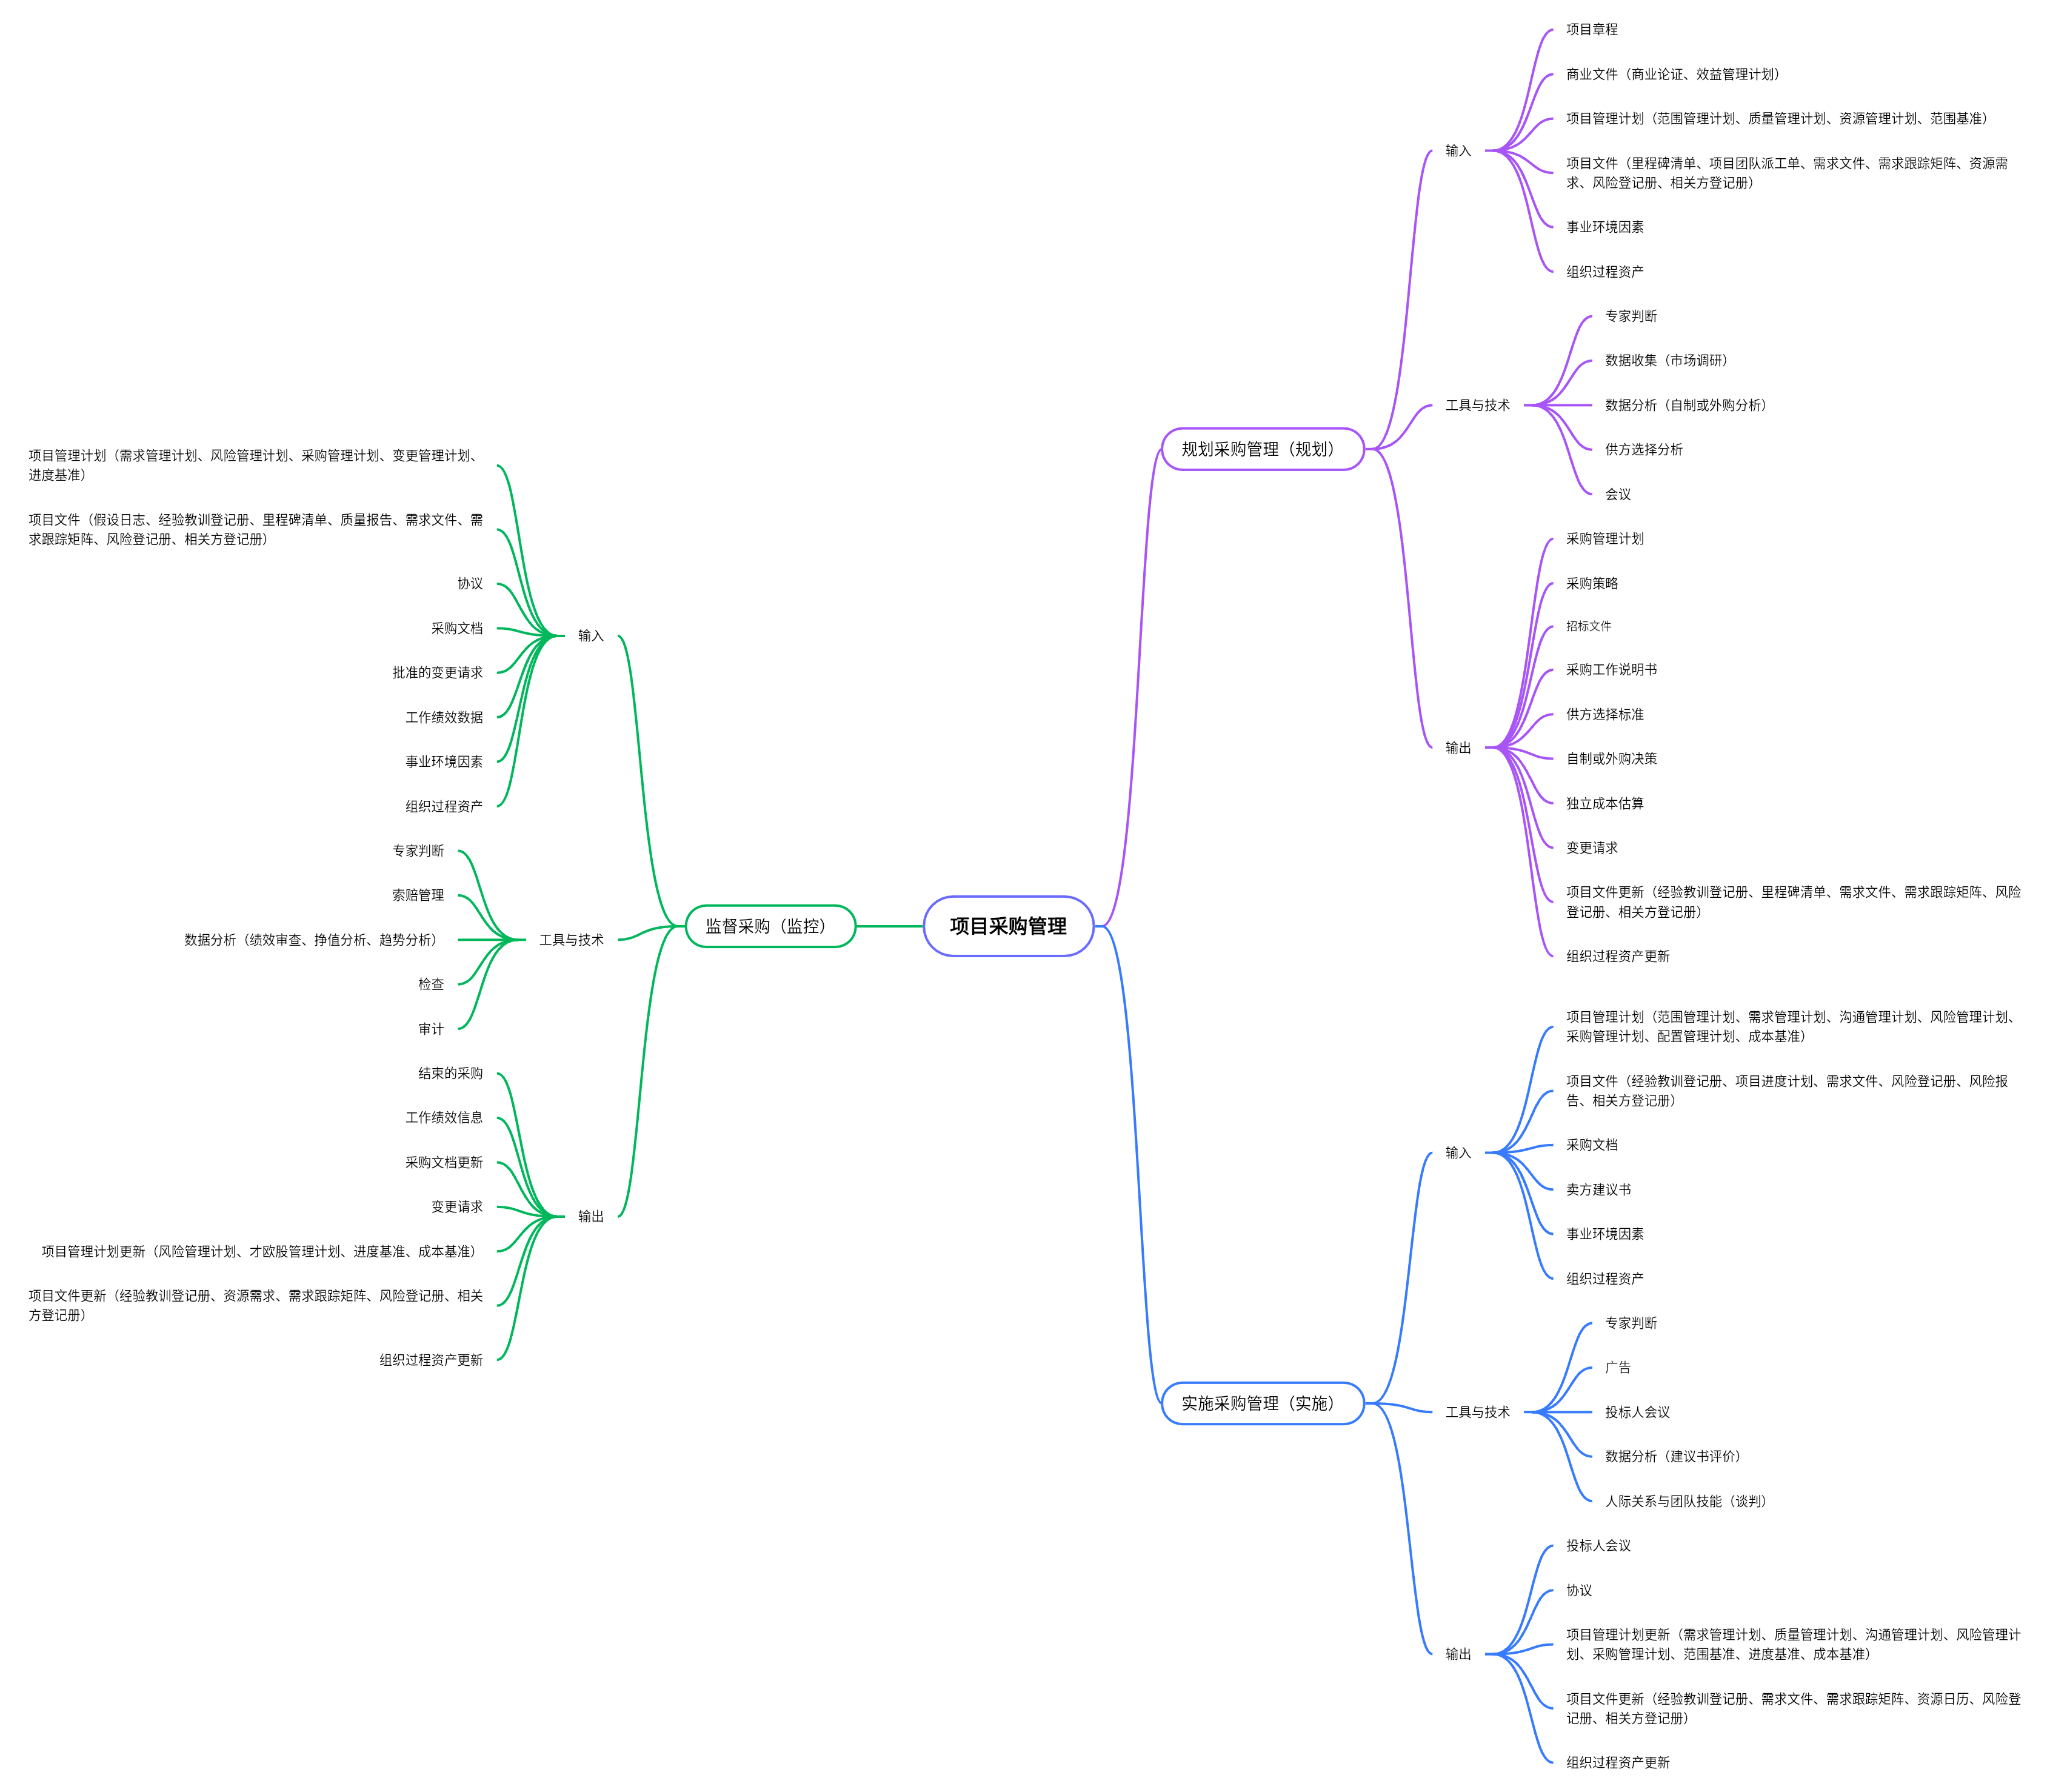 项目采购管理
规划采购管理（规划）
输入
项目章程
商业文件（商业论证、效益管理计划）
项目管理计划（范围管理计划、质量管理计划、资源管理计划、范围基准）
项目文件（里程碑清单、项目团队派工单、需求文件、需求跟踪矩阵、资源需
求、风险登记册、相关方登记册）
事业环境因素
组织过程资产
工具与技术
专家判断
数据收集（市场调研）
数据分析（自制或外购分析）
供方选择分析
会议
输出
采购管理计划
采购策略
招标文件
采购工作说明书
供方选择标准
自制或外购决策
独立成本估算
变更请求
项目文件更新（经验教训登记册、里程碑清单、需求文件、需求跟踪矩阵、风险
登记册、相关方登记册）
组织过程资产更新
实施采购管理（实施）
输入
项目管理计划（范围管理计划、需求管理计划、沟通管理计划、风险管理计划、
采购管理计划、配置管理计划、成本基准）
项目文件（经验教训登记册、项目进度计划、需求文件、风险登记册、风险报
告、相关方登记册）
采购文档
卖方建议书
事业环境因素
组织过程资产
工具与技术
专家判断
广告
投标人会议
数据分析（建议书评价）
人际关系与团队技能（谈判）
输出
投标人会议
协议
项目管理计划更新（需求管理计划、质量管理计划、沟通管理计划、风险管理计
划、采购管理计划、范围基准、进度基准、成本基准）
项目文件更新（经验教训登记册、需求文件、需求跟踪矩阵、资源日历、风险登
记册、相关方登记册）
组织过程资产更新
监督采购（监控）
输入
项目管理计划（需求管理计划、风险管理计划、采购管理计划、变更管理计划、
进度基准）
项目文件（假设日志、经验教训登记册、里程碑清单、质量报告、需求文件、需
求跟踪矩阵、风险登记册、相关方登记册）
协议
采购文档
批准的变更请求
工作绩效数据
事业环境因素
组织过程资产
工具与技术
专家判断
索赔管理
数据分析（绩效审查、挣值分析、趋势分析）
检查
审计
输出
结束的采购
工作绩效信息
采购文档更新
变更请求
项目管理计划更新（风险管理计划、才欧股管理计划、进度基准、成本基准）
项目文件更新（经验教训登记册、资源需求、需求跟踪矩阵、风险登记册、相关
方登记册）
组织过程资产更新